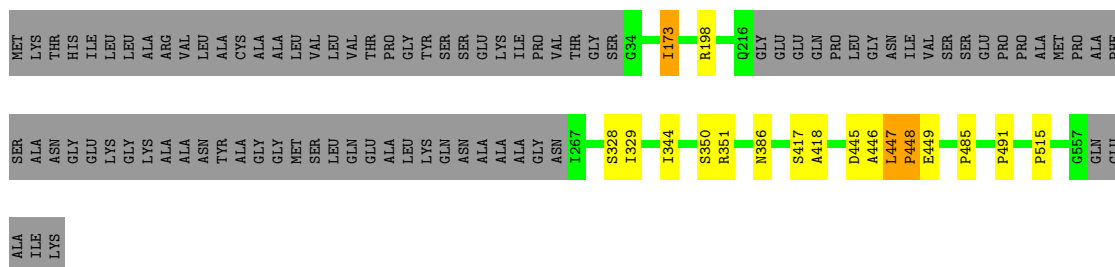 MET LYS THR HIS ILE LEU LEU ALA ARG VAL LEU ALA CYS ALA ALA LEU VAL LEU VAL THR PRO GLY TYR SER SER GLU LYS ILE PRO VAL THR GLY SER G34 I173 R198 Q216 GLY GLU GLU GLN PRO LEU GLY ASN ILE VAL SER SER GLU PRO PRO ALA MET PRO ALA PHE
SER ALA ASN GLY GLU LYS GLY LYS ALA ALA ASN TYR ALA GLY GLY MET SER LEU GLN GLU ALA LEU LYS GLN ASN ALA ALA ALA GLY ASN I267 S328 I329 I344 S350 R351 N386 S417 A418 D445 A446 L447 P448 E449 P485 P491 P515 G557 GLN GLU
ALA ILE LYS